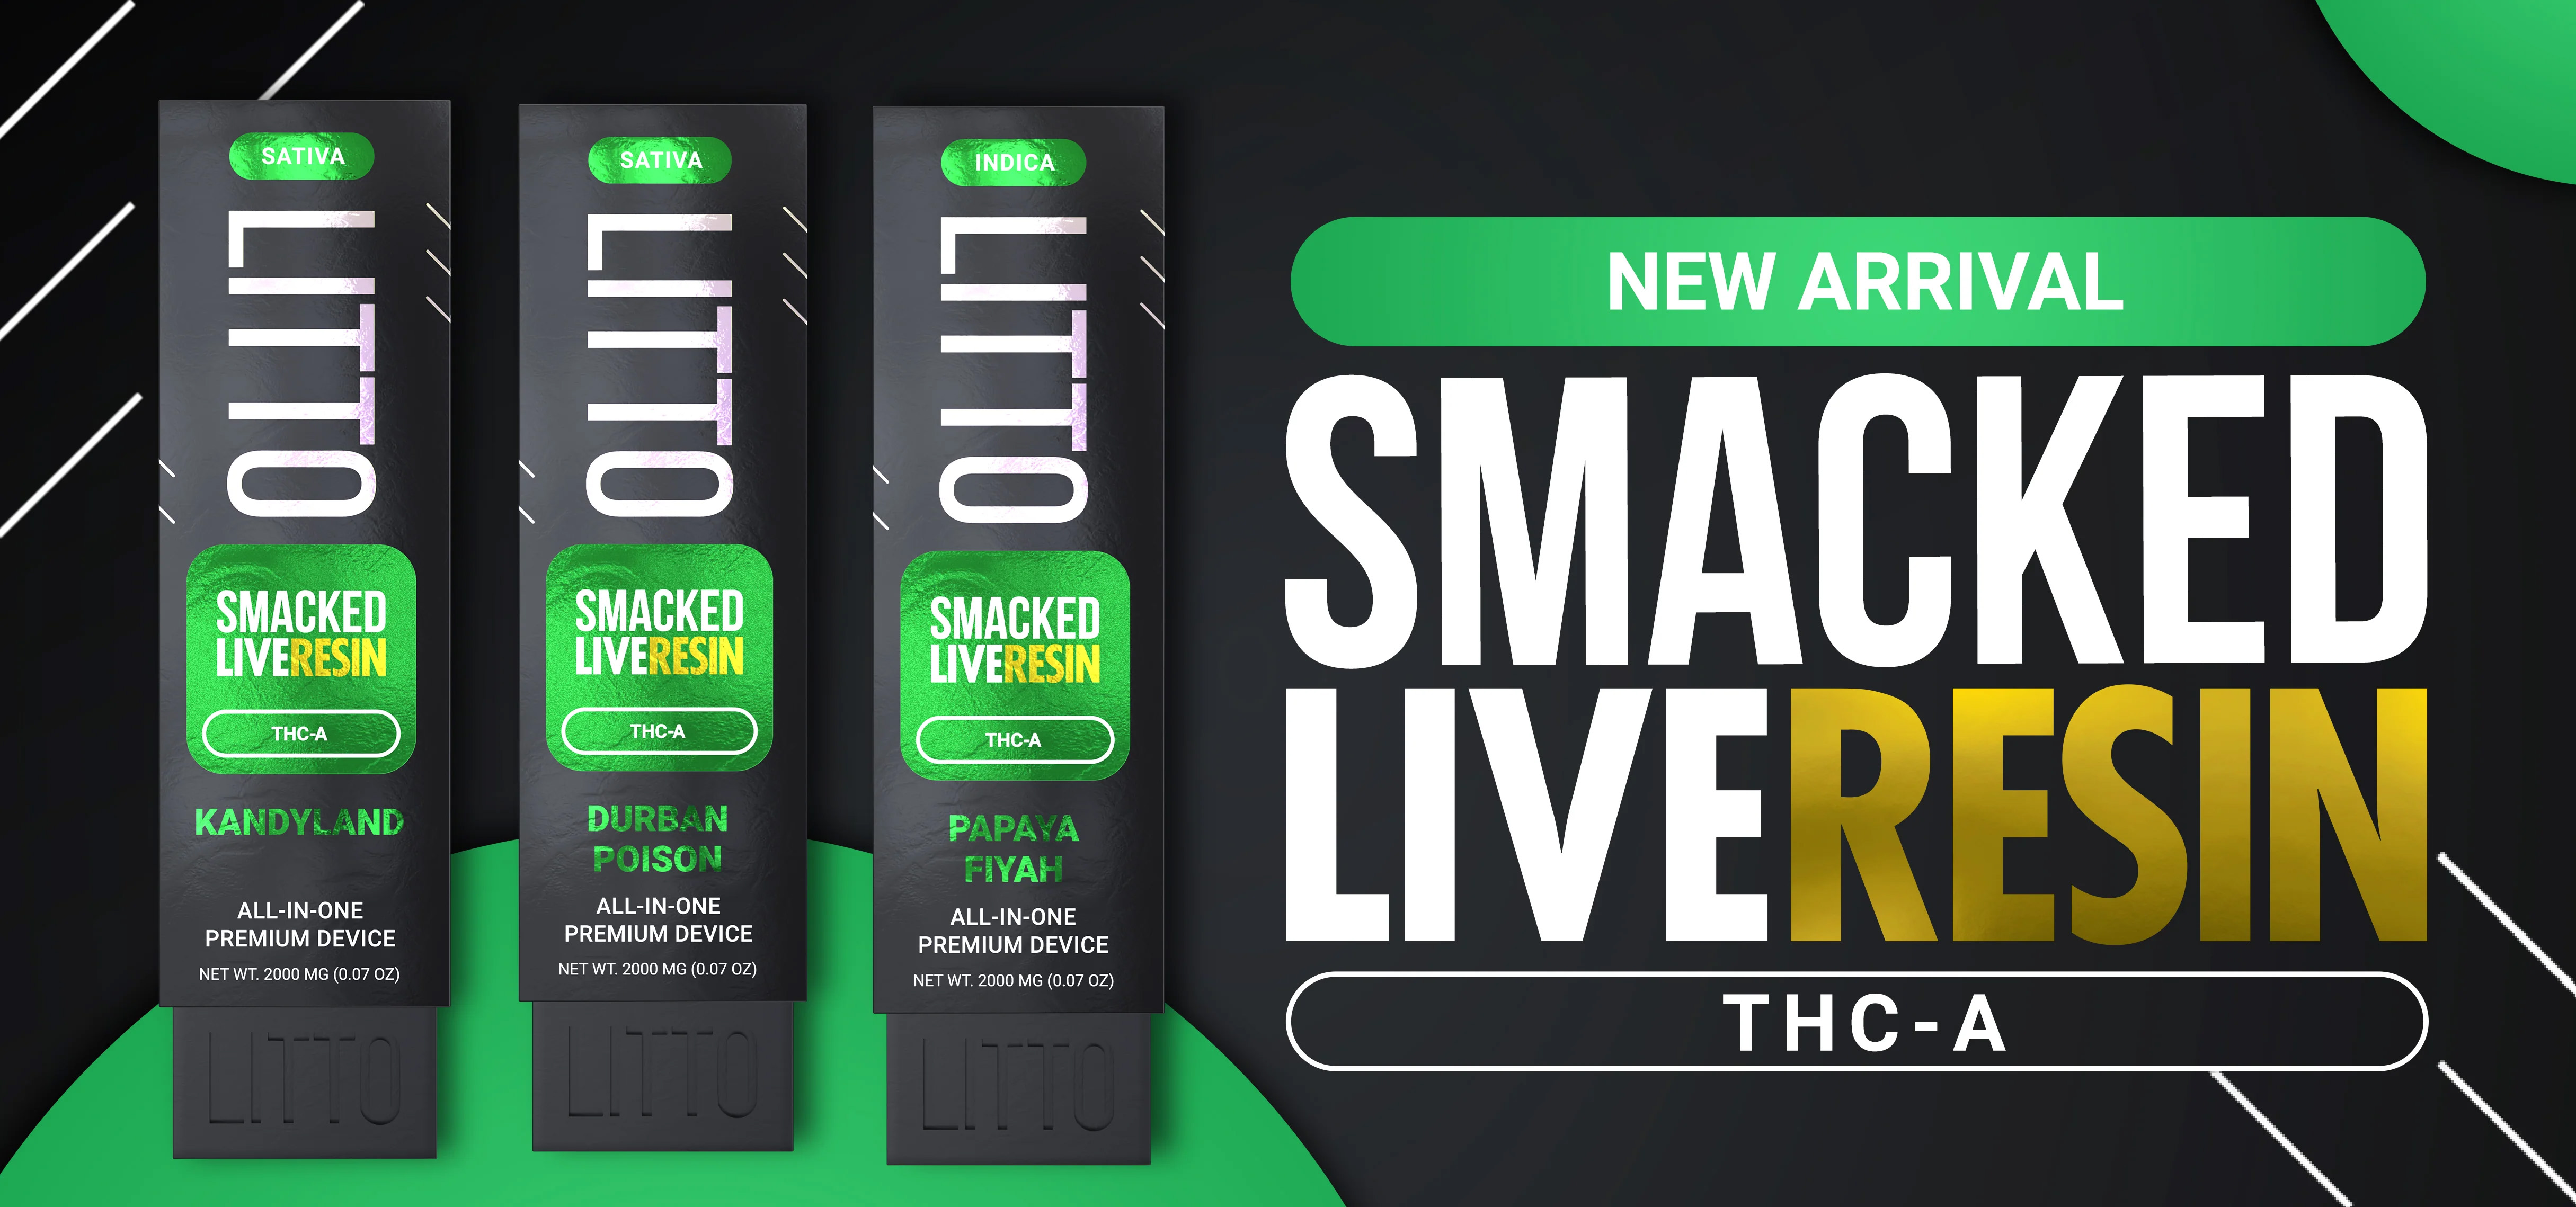 SATIVA
LITTO
SMACKED
LIVERESIN
THC-A
KANDYLAND
ALL-IN-ONE
PREMIUM DEVICE
NET WT. 2000 MG (0.07 OZ)
LITTO
SATIVA
LITTO
SMACKED
LIVERESIN
THC-A
DURBAN
POISON
ALL-IN-ONE
PREMIUM DEVICE
NET WT. 2000 MG (0.07 OZ)
LITTO
INDICA
LITTO
SMACKED
LIVERESIN
THC-A
PAPAYA
FIYAH
ALL-IN-ONE
PREMIUM DEVICE
NET WT. 2000 MG (0.07 OZ)
LITTO
NEW ARRIVAL
SMACKED
LIVERESIN
THC-A